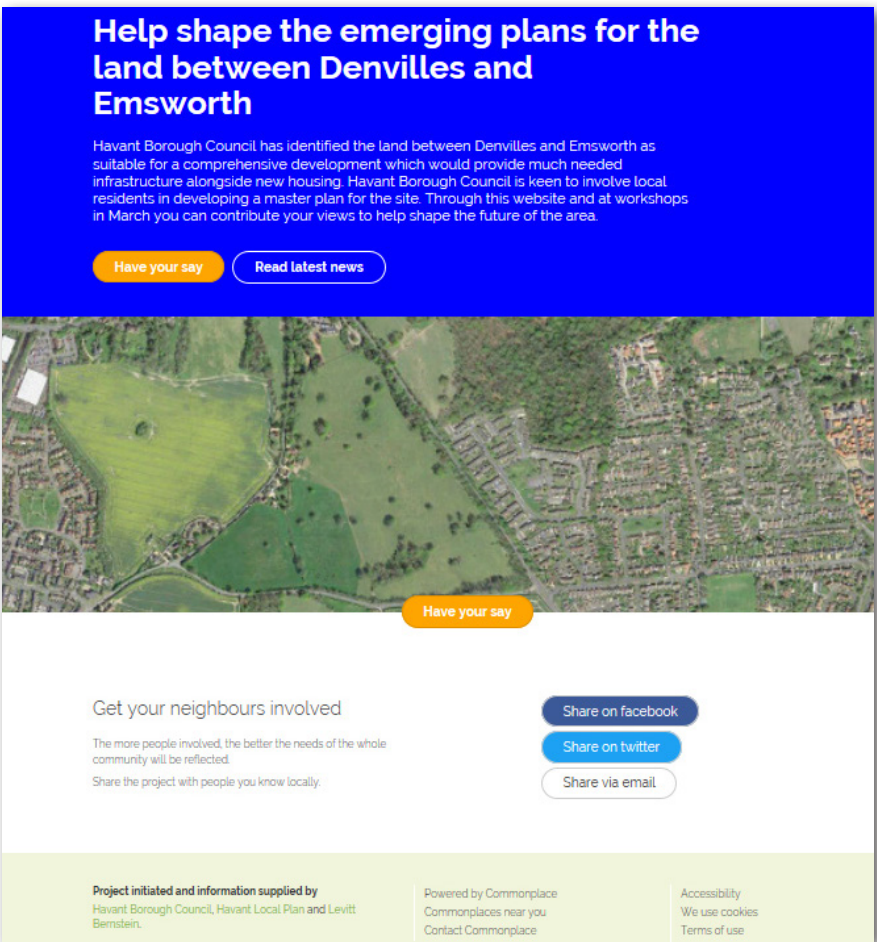 Help shape the emerging plans for the
land between Denvilles and
Emsworth
Havant Borough Council has identified the land between Denvilles and Emsworth as
suitable for a comprehensive development which would provide much needed
infrastructure alongside new housing. Havant Borough Council is keen to involve local
residents in developing a master plan for the site. Through this website and at workshops
in March you can contribute your views to help shape the future of the area.
Have your say
Read latest news
Have your say
Get your neighbours involved
The more people involved, the better the needs of the whole
community will be reflected.
Share the project with people you know locally.
Share on facebook
Share on twitter
Share via email
Project initiated and information supplied by
Havant Borough Council, Havant Local Plan and Levitt
Bernstein.
Powered by Commonplace
Commonplaces near you
Contact Commonplace
Accessibility
We use cookies
Terms of use